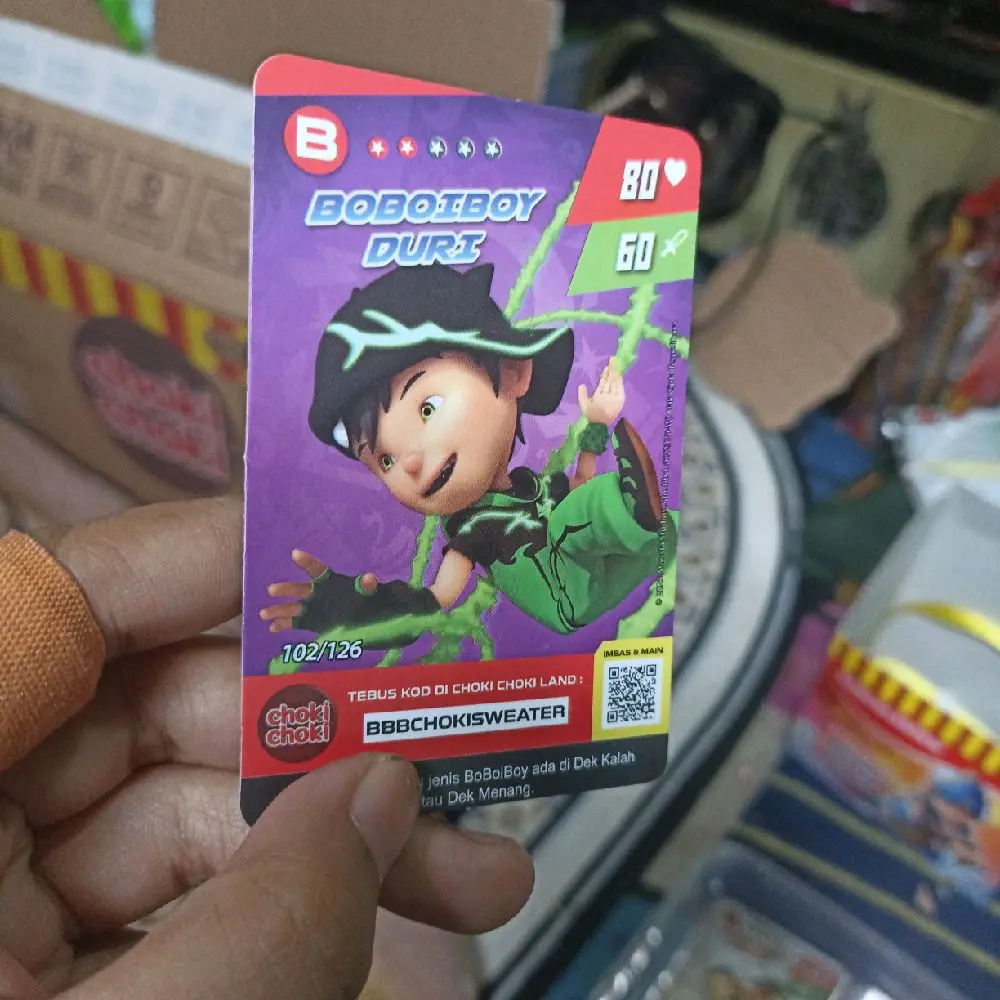 B
80
60
BOBOIBOY
DURI
102/126
IMBAS & MAIN
TEBUS KOD DI CHOKI CHOKI LAND :
BBBCHOKISWEATER
choki
choki
jenis BoBoiBoy ada di Dek Kalah
tau Dek Menang.